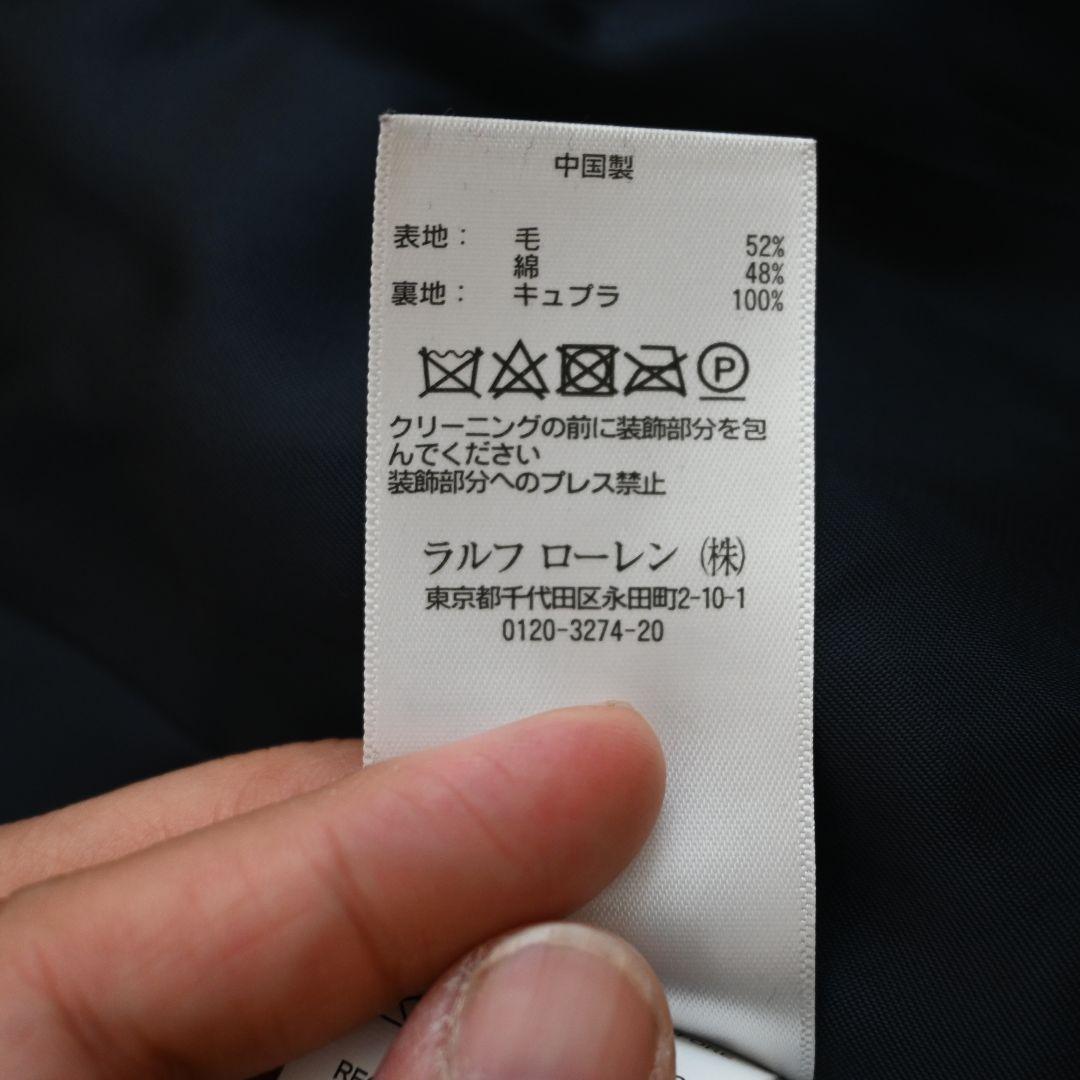 中国製
表地： 毛 52%
綿 48%
裏地： キュプラ 100%
P
クリーニングの前に装飾部分を包
んでください
装飾部分へのプレス禁止
ラルフ ローレン (株)
東京都千代田区永田町2-10-1
0120-3274-20